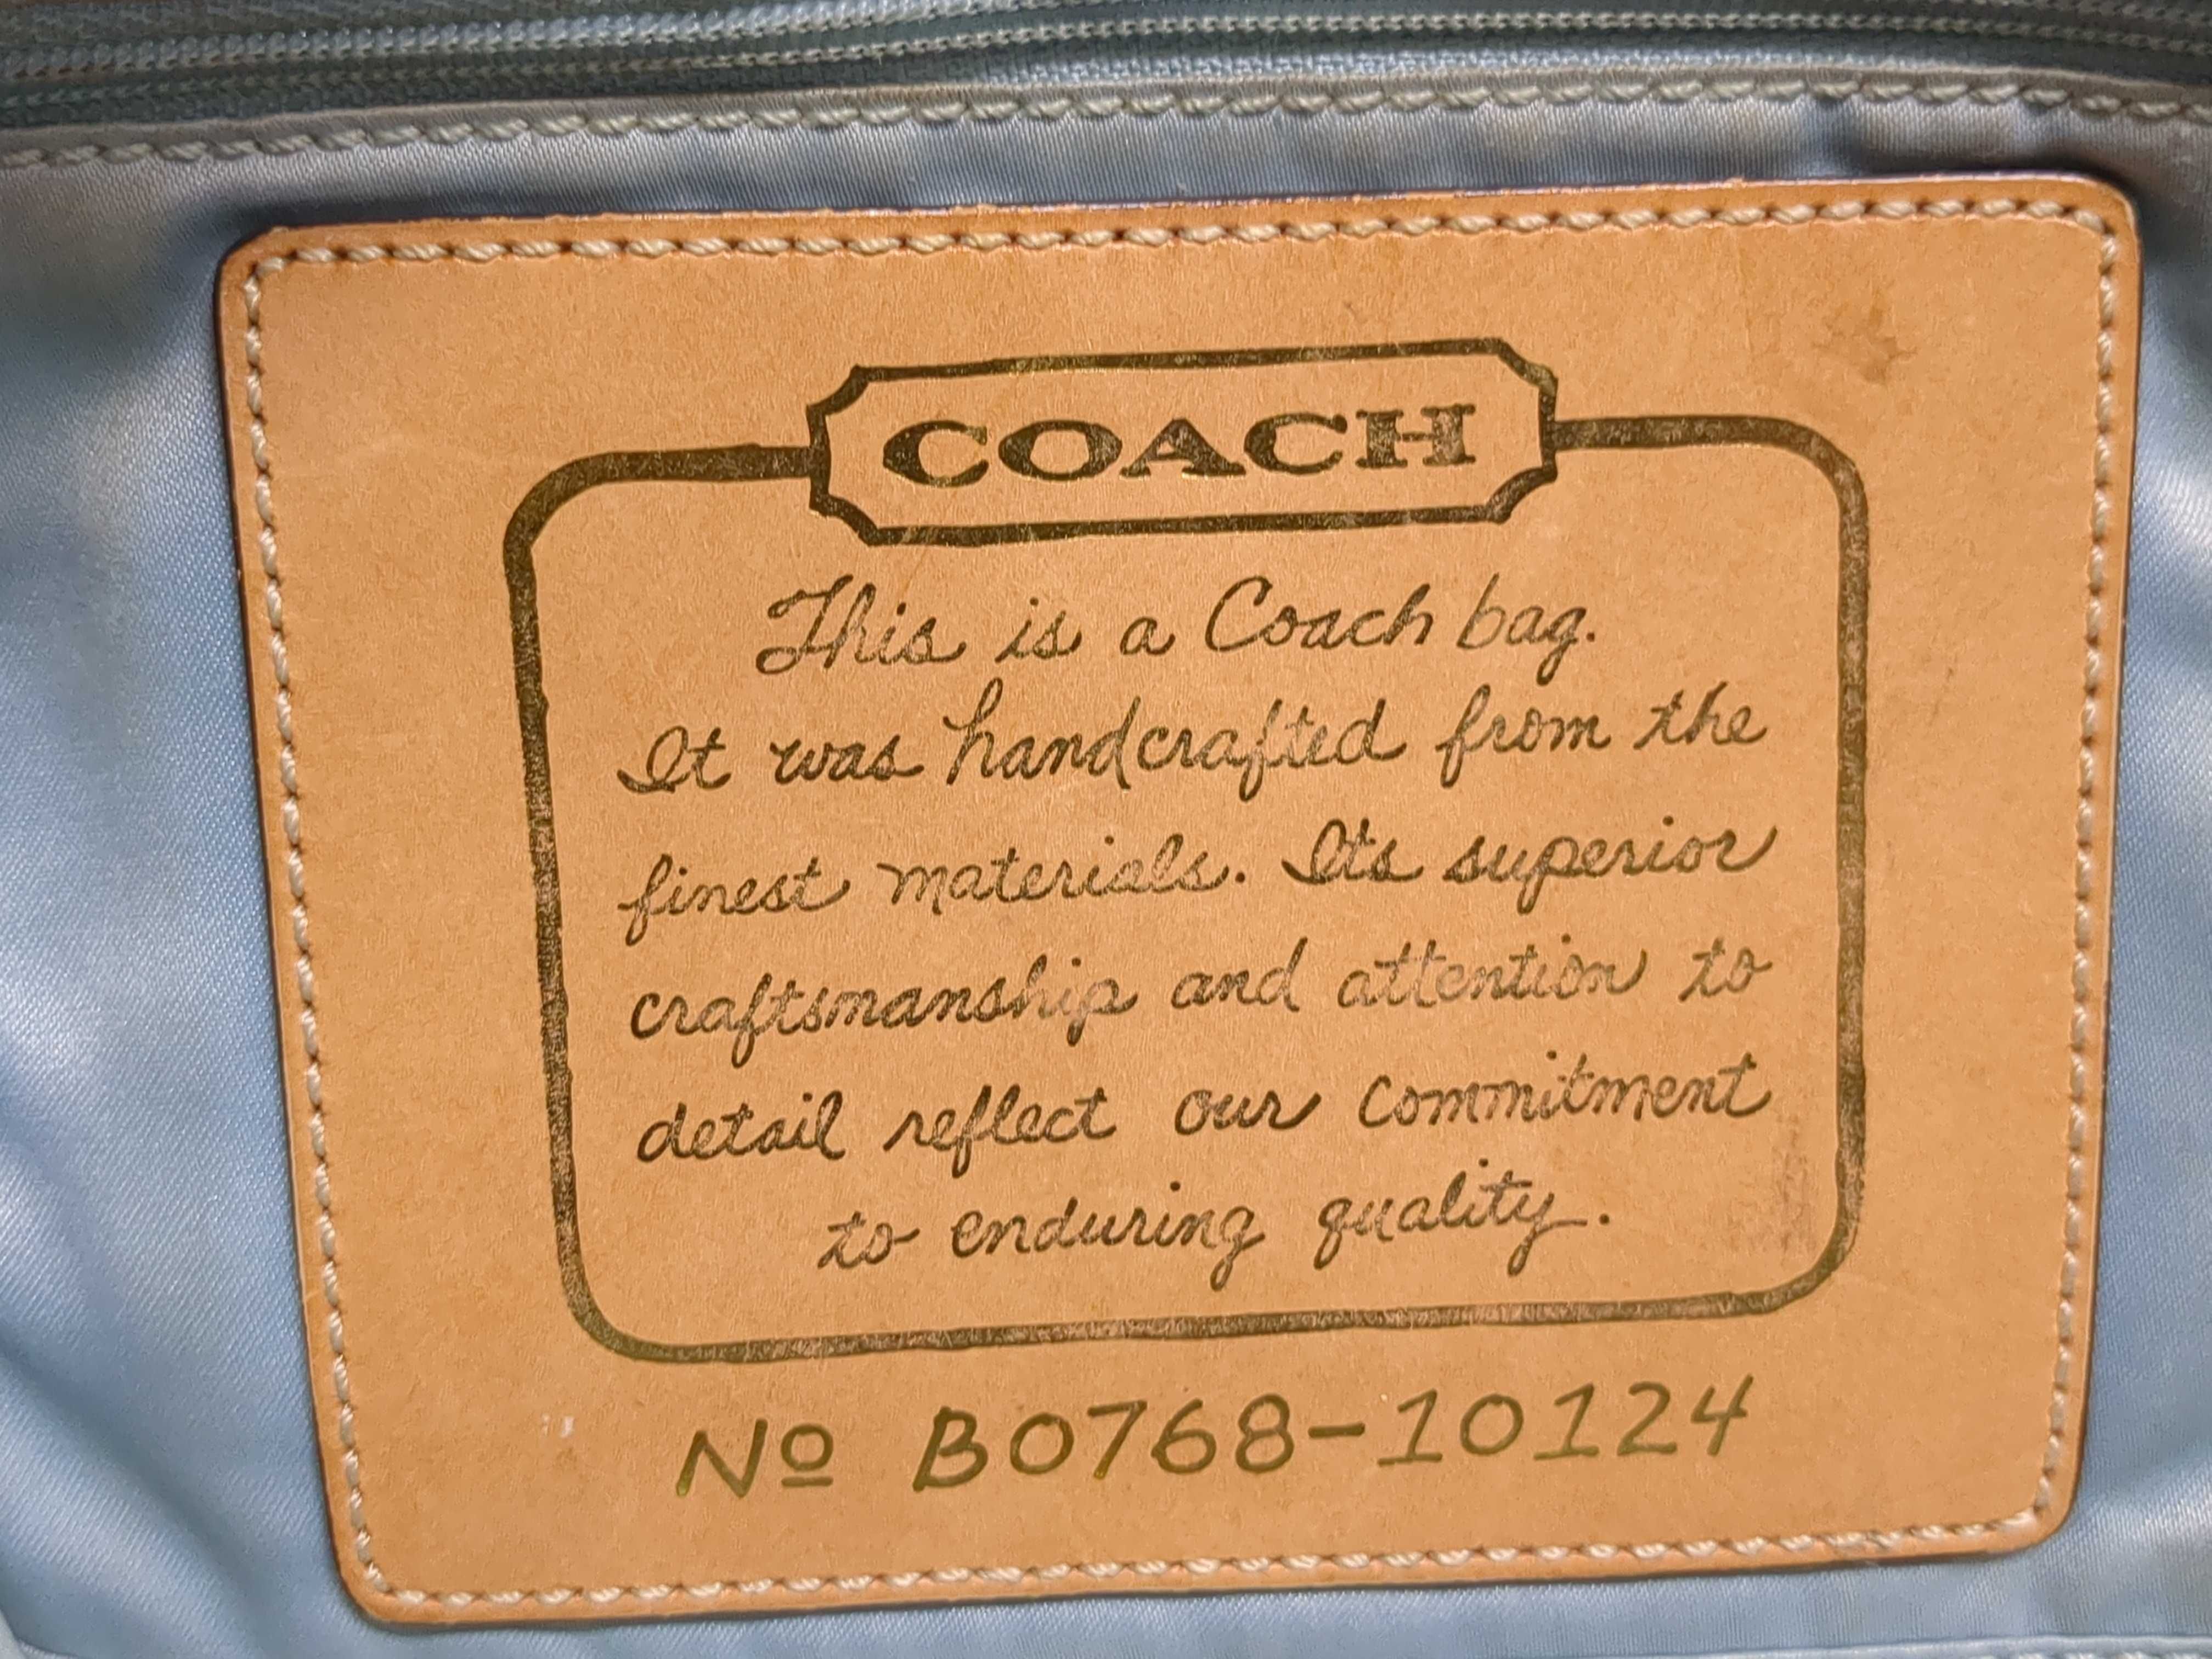 COACH
This is a Coach bag.
It was handcrafted from the
finest materials. Its superior
craftsmanship and attention to
detail reflect our commitment
to enduring quality.
No B0768-10124